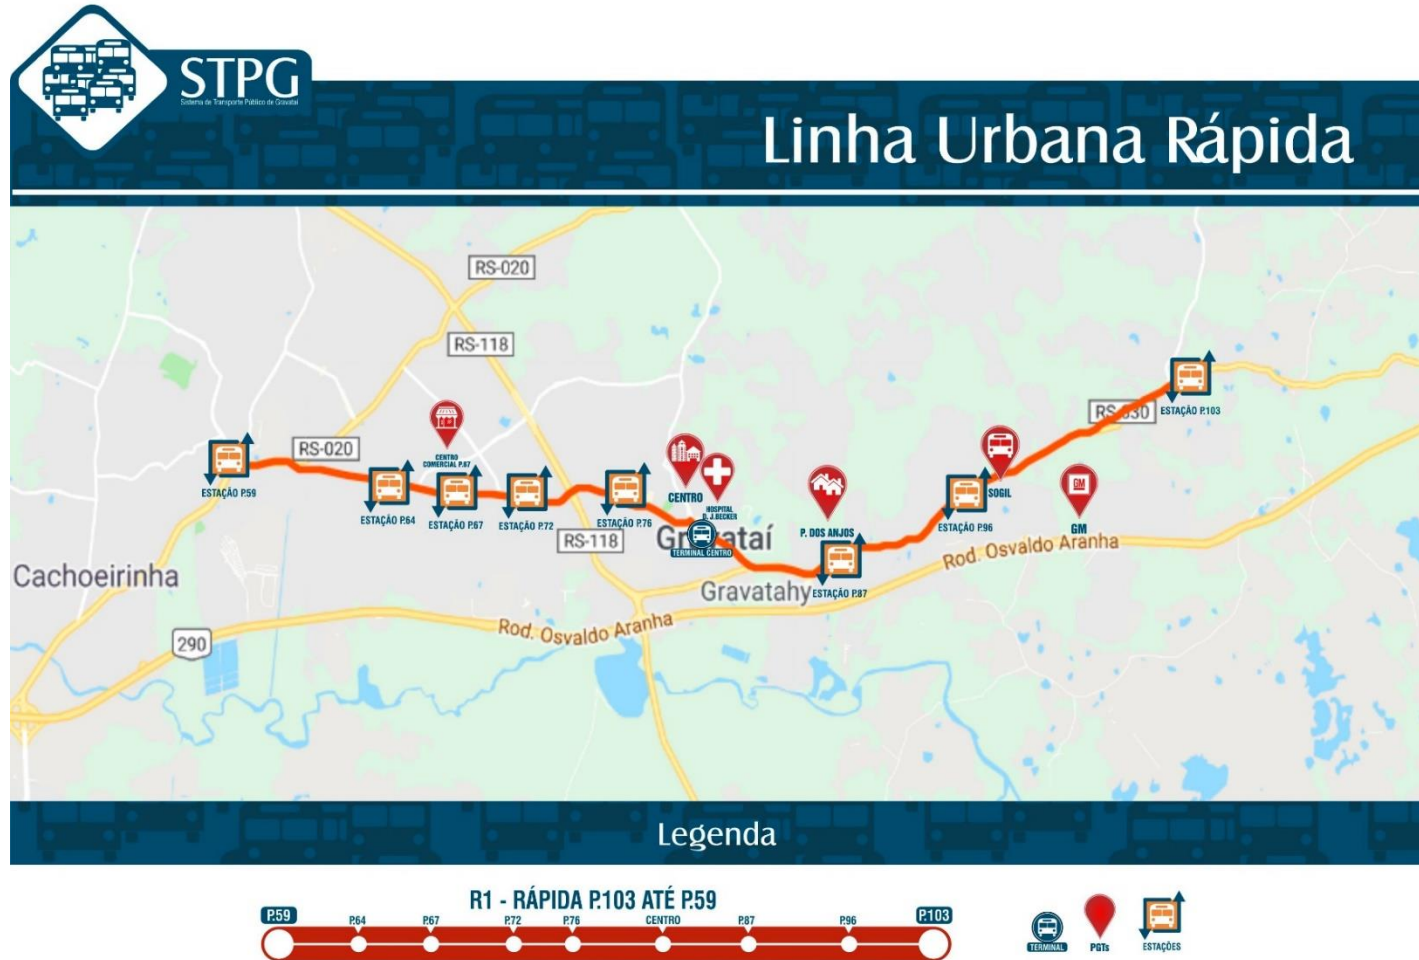 STPG
Sistema de Transporte Público de Gravataí
Linha Urbana Rápida
RS-020
RS-118
RS-020
CENTRO
COMERCIAL P.67
ESTAÇÃO P.59
ESTAÇÃO P.64
ESTAÇÃO P.67
ESTAÇÃO P.72
ESTAÇÃO P.76
RS-118
CENTRO
HOSPITAL
D. J.BECKER
Gravataí
TERMINAL CENTRO
P. DOS ANJOS
Gravatahy
ESTAÇÃO P.87
ESTAÇÃO P.96
SOGIL
GM
GM
RS-030
ESTAÇÃO P.103
Cachoeirinha
290
Rod. Osvaldo Aranha
Rod. Osvaldo Aranha
Legenda
R1 - RÁPIDA P.103 ATÉ P.59
P.59
P.64
P.67
P.72
P.76
CENTRO
P.87
P.96
P.103
TERMINAL
PGTs
ESTAÇÕES